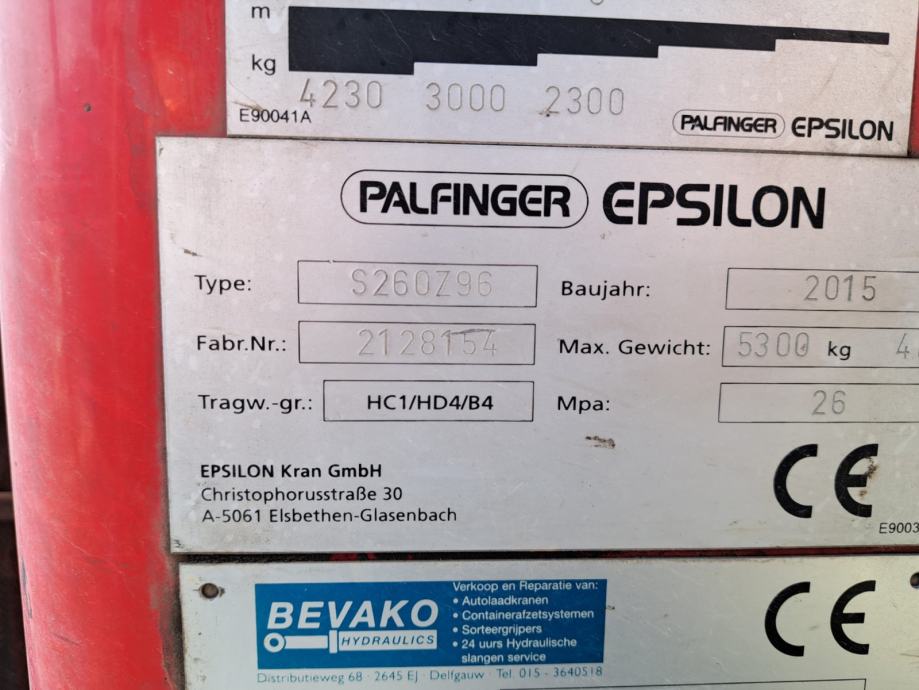 m
kg
4230 3000 2300
E90041A
PALFINGER EPSILON
PALFINGER EPSILON
Type: S260Z96 Baujahr: 2015
Fabr.Nr.: 2128154 Max. Gewicht: 5300 kg 4
Tragw.-gr.: HC1/HD4/B4 Mpa: 26
EPSILON Kran GmbH
Christophorusstraße 30
A-5061 Elsbethen-Glasenbach
CE
E9003
BEVAKO
HYDRAULICS
Verkoop en Reparatie van:
• Autolaadkranen
• Containerafzetsystemen
• Sorteergrijpers
• 24 uurs Hydraulische
slangen service
CE
Distributieweg 68 · 2645 EJ · Delfgauw · Tel. 015 - 3640518